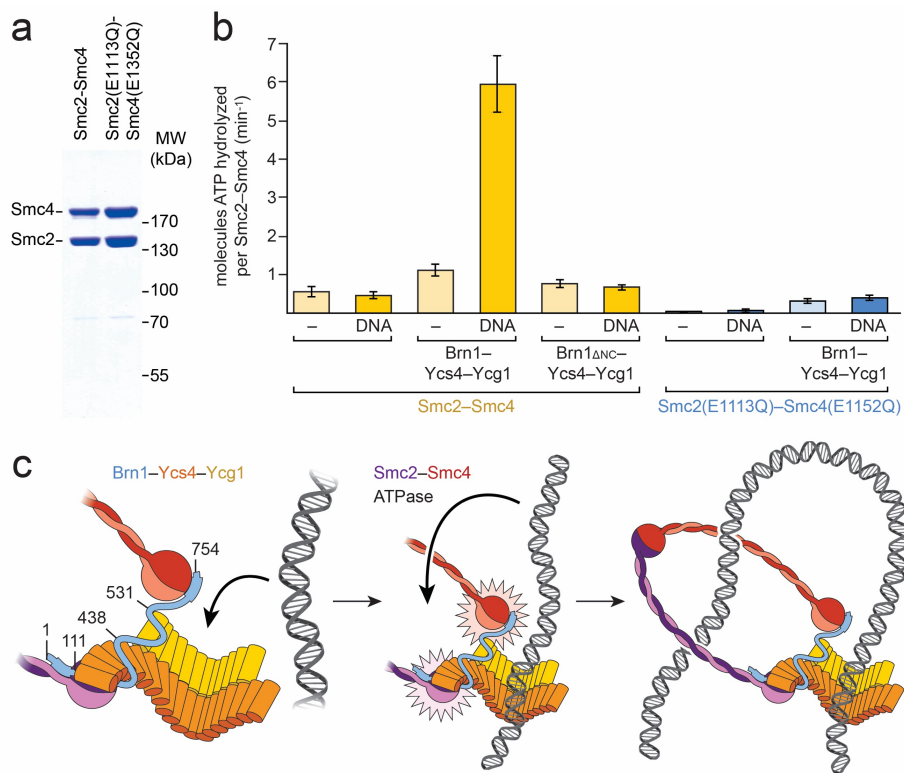 a
Smc2-Smc4
Smc2(E1113Q)-
Smc4(E1352Q)
MW
(kDa)
Smc4-
Smc2-
-170
-130
-100
-70
-55
b
molecules ATP hydrolyzed
per Smc2–Smc4 (min-1)
7
6
5
4
3
2
1
– DNA – DNA – DNA – DNA – DNA
Brn1–
Ycs4–Ycg1
Brn1ΔNC–
Ycs4–Ycg1
Brn1–
Ycs4–Ycg1
Smc2–Smc4
Smc2(E1113Q)–Smc4(E1152Q)
c
Brn1–Ycs4–Ycg1
754
531
438
111
1
Smc2–Smc4
ATPase